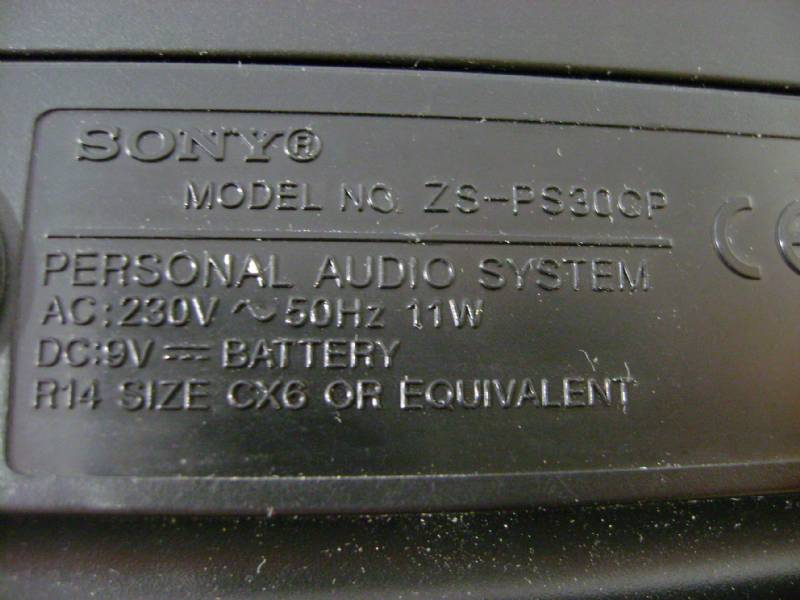 SONY®
MODEL NO. ZS-PS30CP
PERSONAL AUDIO SYSTEM
AC:230V ~ 50Hz 11W
DC:9V ⎓ BATTERY
R14 SIZE CX6 OR EQUIVALENT